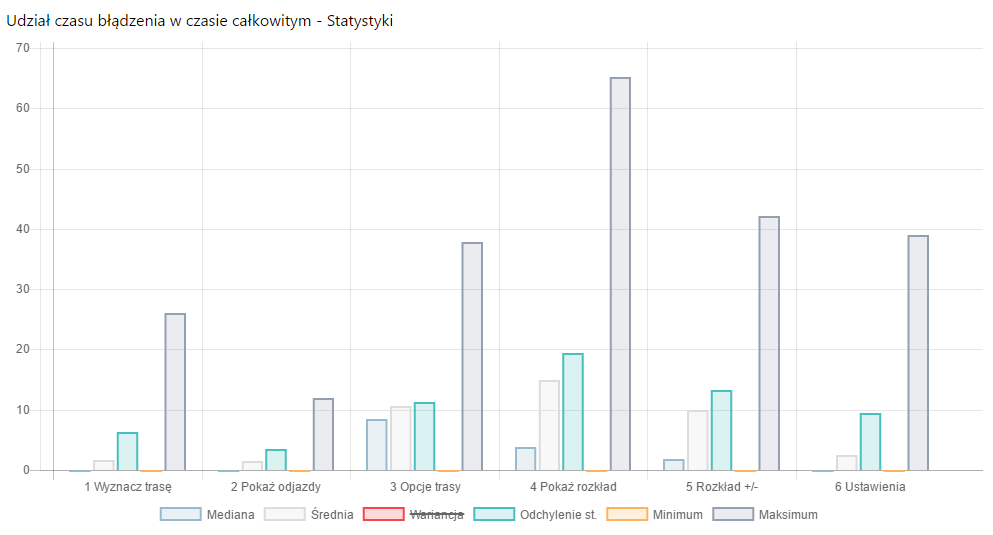 Udział czasu błądzenia w czasie całkowitym - Statystyki
70
60
50
40
30
20
10
0
1 Wyznacz trasę 2 Pokaż odjazdy 3 Opcje trasy 4 Pokaż rozkład 5 Rozkład +/- 6 Ustawienia
Mediana Średnia Wariancja Odchylenie st. Minimum Maksimum